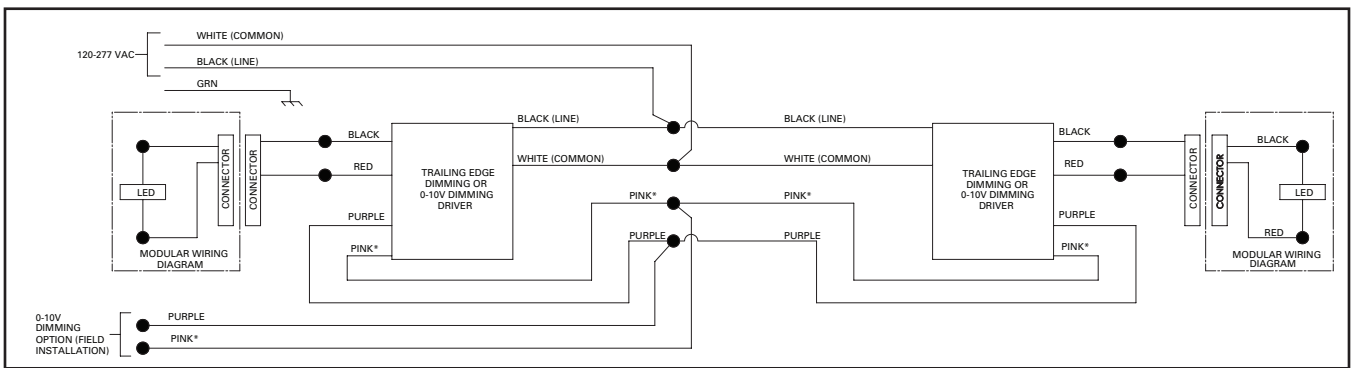 WHITE (COMMON)
120-277 VAC
BLACK (LINE)
GRN
BLACK (LINE)
BLACK (LINE)
BLACK
BLACK
BLACK
WHITE (COMMON)
WHITE (COMMON)
RED
RED
CONNECTOR
CONNECTOR
CONNECTOR
CONNECTOR
LED
LED
TRAILING EDGE
DIMMING OR
0-10V DIMMING
DRIVER
TRAILING EDGE
DIMMING OR
0-10V DIMMING
DRIVER
PINK*
PINK*
PURPLE
PURPLE
PURPLE
PURPLE
RED
PINK*
PINK*
MODULAR WIRING
DIAGRAM
MODULAR WIRING
DIAGRAM
0-10V
DIMMING
OPTION (FIELD
INSTALLATION)
PURPLE
PINK*